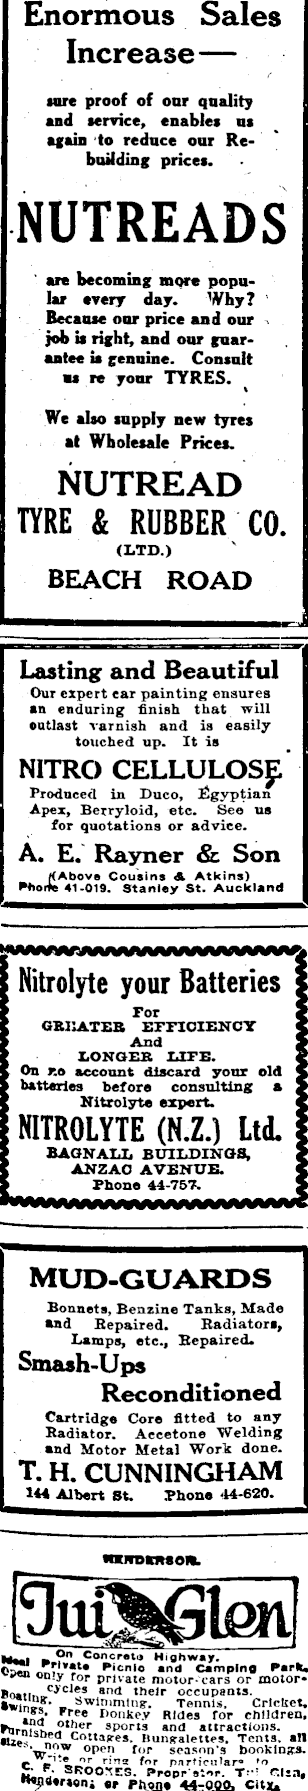 Enormous Sales
Increase—
sure proof of our quality
and service, enables us
again to reduce our Re-
building prices.
NUTREADS
are becoming more popu-
lar every day. Why?
Because our price and our
job is right, and our guar-
antee is genuine. Consult
us re your TYRES.
We also supply new tyres
at Wholesale Prices.
NUTREAD
TYRE & RUBBER CO.
(LTD.)
BEACH ROAD
Lasting and Beautiful
Our expert car painting ensures
an enduring finish that will
outlast varnish and is easily
touched up. It is
NITRO CELLULOSE
Produced in Duco, Egyptian
Apex, Berryloid, etc. See us
for quotations or advice.
A. E. Rayner & Son
(Above Cousins & Atkins)
Phone 41-019. Stanley St. Auckland
Nitrolyte your Batteries
For
GREATER EFFICIENCY
And
LONGER LIFE.
On no account discard your old
batteries before consulting a
Nitrolyte expert.
NITROLYTE (N.Z.) Ltd.
BAGNALL BUILDINGS,
ANZAC AVENUE.
Phone 44-757.
MUD-GUARDS
Bonnets, Benzine Tanks, Made
and Repaired. Radiators,
Lamps, etc., Repaired.
Smash-Ups
Reconditioned
Cartridge Core fitted to any
Radiator. Accetone Welding
and Motor Metal Work done.
T. H. CUNNINGHAM
144 Albert St. Phone 44-620.
HENDERSON.
Tui Glen
On Concrete Highway.
Ideal Private Picnic and Camping Park.
Open only for private motor-cars or motor-
cycles and their occupants.
Boating, Swimming, Tennis, Cricket,
Swings, Free Donkey Rides for children,
and other sports and attractions.
Furnished Cottages, Bungalettes, Tents, all
sizes, now open for season's bookings.
Write or ring for particulars to
C. F. BROOKES, Proprietor, Tui Glen,
Henderson; or Phone 44-000, City.